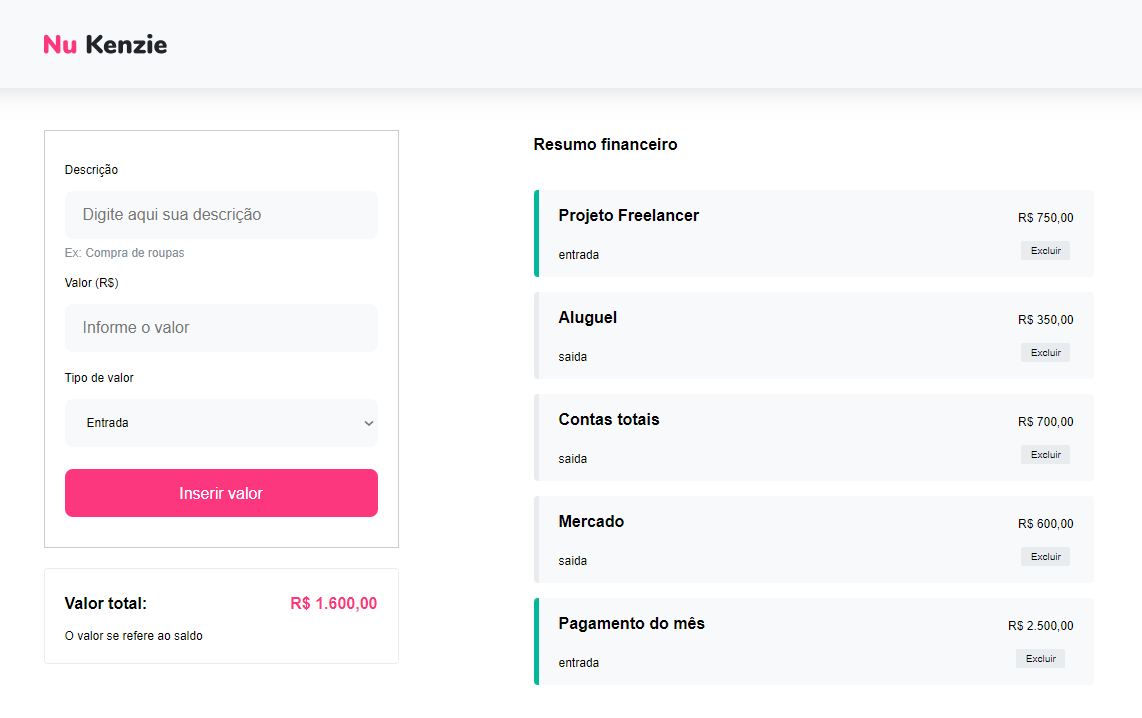 Nu Kenzie
Descrição
Digite aqui sua descrição
Ex: Compra de roupas
Valor (R$)
Informe o valor
Tipo de valor
Entrada
Inserir valor
Valor total:
R$ 1.600,00
O valor se refere ao saldo
Resumo financeiro
Projeto Freelancer
R$ 750,00
entrada
Excluir
Aluguel
R$ 350,00
saida
Excluir
Contas totais
R$ 700,00
saida
Excluir
Mercado
R$ 600,00
saida
Excluir
Pagamento do mês
R$ 2.500,00
entrada
Excluir